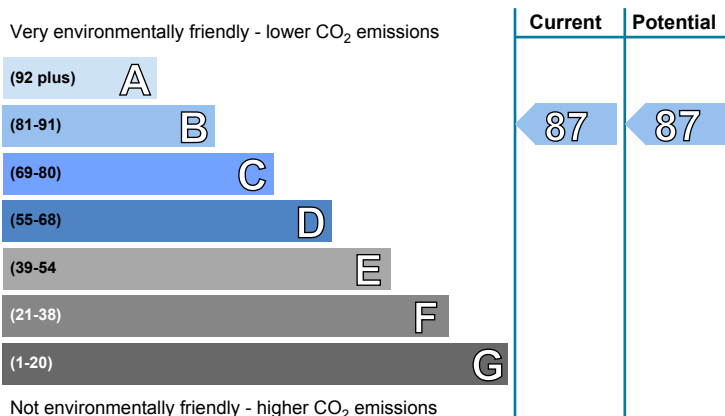 Current Potential
Very environmentally friendly - lower CO₂ emissions
(92 plus) A
(81-91) B 87 87
(69-80) C
(55-68) D
(39-54 E
(21-38) F
(1-20) G
Not environmentally friendly - higher CO₂ emissions